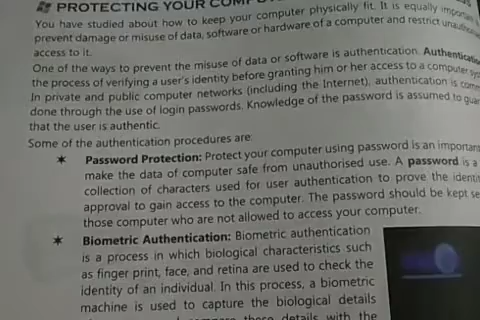 PROTECTING YOUR
You have studied about how to keep your computer physically fit. It is equally
prevent damage or misuse of data, software or hardware of a computer and restrict
access to it.
One of the ways to prevent the misuse of data or software is authentication.
the process of verifying a user's identity before granting him or her access to a computer
In private and public computer networks (including the Internet), authentication is
done through the use of login passwords. Knowledge of the password is assumed to
that the user is authentic.
Some of the authentication procedures are:
* Password Protection: Protect your computer using password is an important
make the data of computer safe from unauthorised use. A password is a
collection of characters used for user authentication to prove the
approval to gain access to the computer. The password should be kept
those computer who are not allowed to access your computer.
* Biometric Authentication: Biometric authentication
is a process in which biological characteristics such
as finger print, face, and retina are used to check the
identity of an individual. In this process, a biometric
machine is used to capture the biological details
these details with the